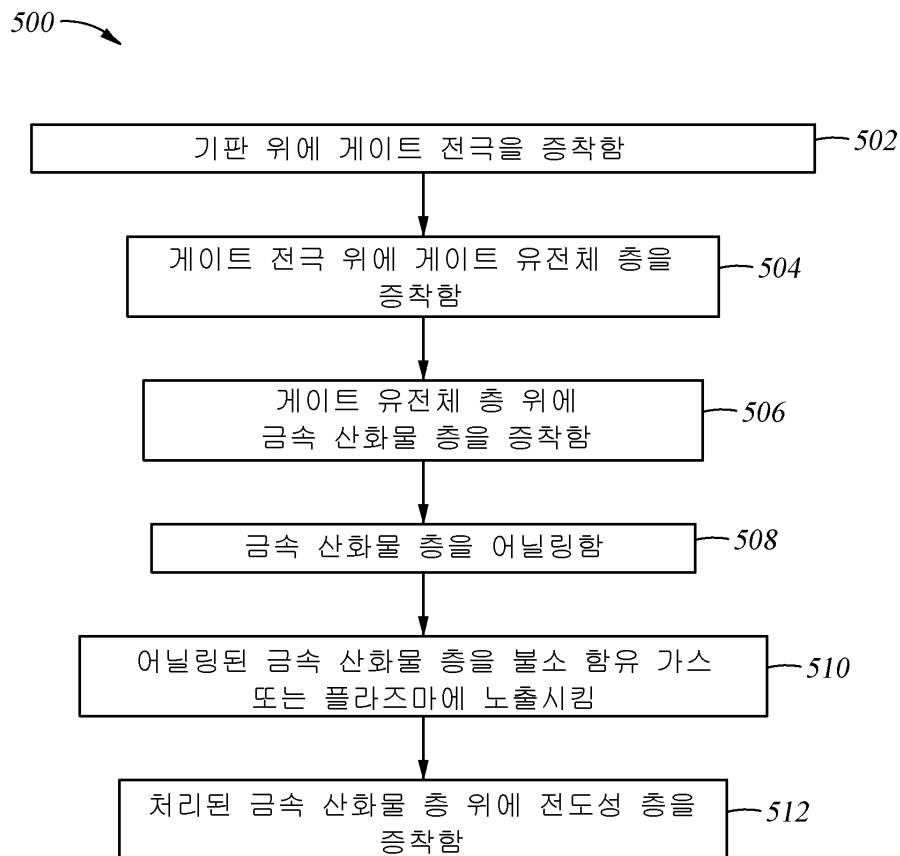 500
기판 위에 게이트 전극을 증착함
502
게이트 전극 위에 게이트 유전체 층을
증착함
504
게이트 유전체 층 위에
금속 산화물 층을 증착함
506
금속 산화물 층을 어닐링함
508
어닐링된 금속 산화물 층을 불소 함유 가스
또는 플라즈마에 노출시킴
510
처리된 금속 산화물 층 위에 전도성 층을
증착함
512